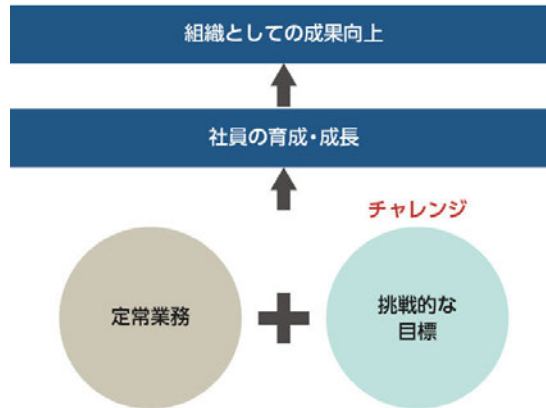 組織としての成果向上
社員の育成・成長
チャレンジ
定常業務
挑戦的な
目標